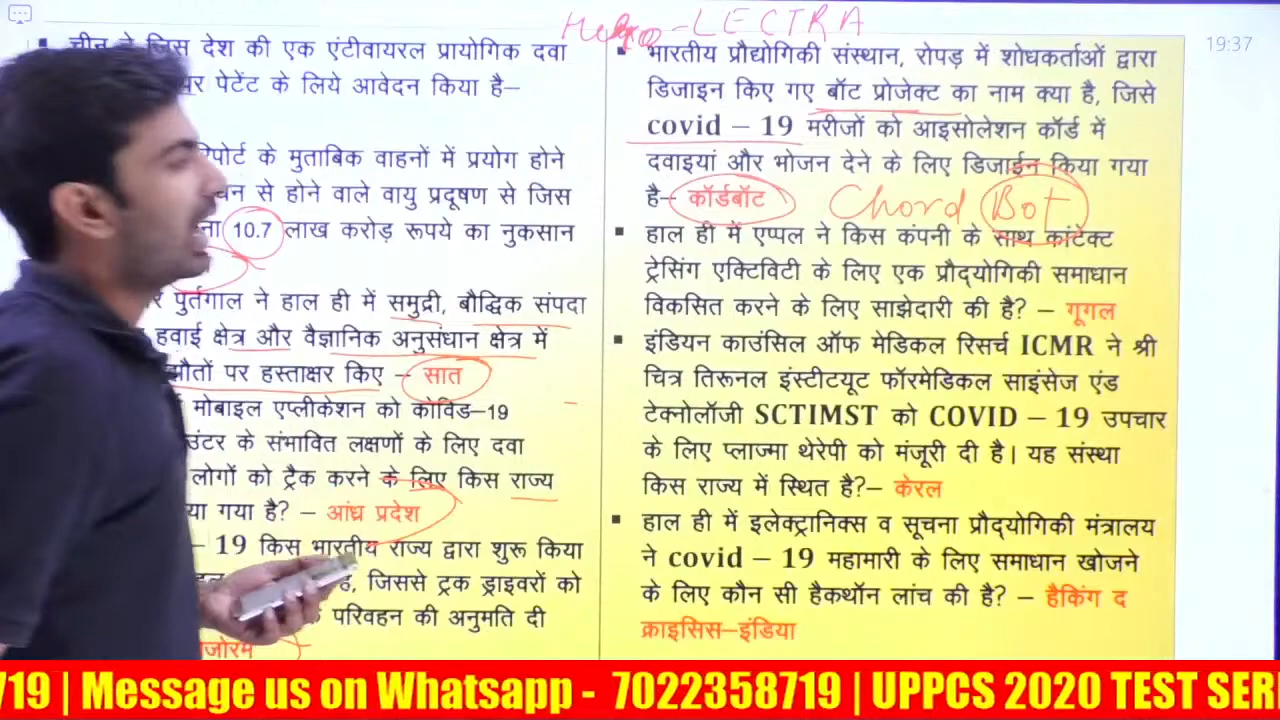 LECTRA
19:37
चीन ने जिस देश की एक एंटीवायरल प्रायोगिक दवा
पर पेटेंट के लिये आवेदन किया है–
रिपोर्ट के मुताबिक वाहनों में प्रयोग होने
से होने वाले वायु प्रदूषण से जिस
10.7 लाख करोड़ रूपये का नुकसान
पुर्तगाल ने हाल ही में समुद्री, बौद्धिक संपदा
हवाई क्षेत्र और वैज्ञानिक अनुसंधान क्षेत्र में
पर हस्ताक्षर किए – सात
मोबाइल एप्लीकेशन को कोविड–19
के संभावित लक्षणों के लिए दवा
लोगों को ट्रैक करने के लिए किस राज्य
गया है? – आंध्र प्रदेश
– 19 किस भारतीय राज्य द्वारा शुरू किया
है, जिससे ट्रक ड्राइवरों को
परिवहन की अनुमति दी
भारतीय प्रौद्योगिकी संस्थान, रोपड़ में शोधकर्ताओं द्वारा
डिजाइन किए गए बॉट प्रोजेक्ट का नाम क्या है, जिसे
covid – 19 मरीजों को आइसोलेशन कॉर्ड में
दवाइयां और भोजन देने के लिए डिजाईन किया गया
है– कॉर्डबॉट Chord Bot
हाल ही में एप्पल ने किस कंपनी के साथ कांटेक्ट
ट्रेसिंग एक्टिविटी के लिए एक प्रौद्योगिकी समाधान
विकसित करने के लिए साझेदारी की है? – गूगल
इंडियन काउंसिल ऑफ मेडिकल रिसर्च ICMR ने श्री
चित्र तिरूनल इंस्टीटयूट फॉरमेडिकल साइंसेज एंड
टेक्नोलॉजी SCTIMST को COVID – 19 उपचार
के लिए प्लाज्मा थेरेपी को मंजूरी दी है। यह संस्था
किस राज्य में स्थित है?– केरल
हाल ही में इलेक्ट्रानिक्स व सूचना प्रौद्योगिकी मंत्रालय
ने covid – 19 महामारी के लिए समाधान खोजने
के लिए कौन सी हैकथॉन लांच की है? – हैकिंग द
क्राइसिस–इंडिया
719 | Message us on Whatsapp - 7022358719 | UPPCS 2020 TEST SERI